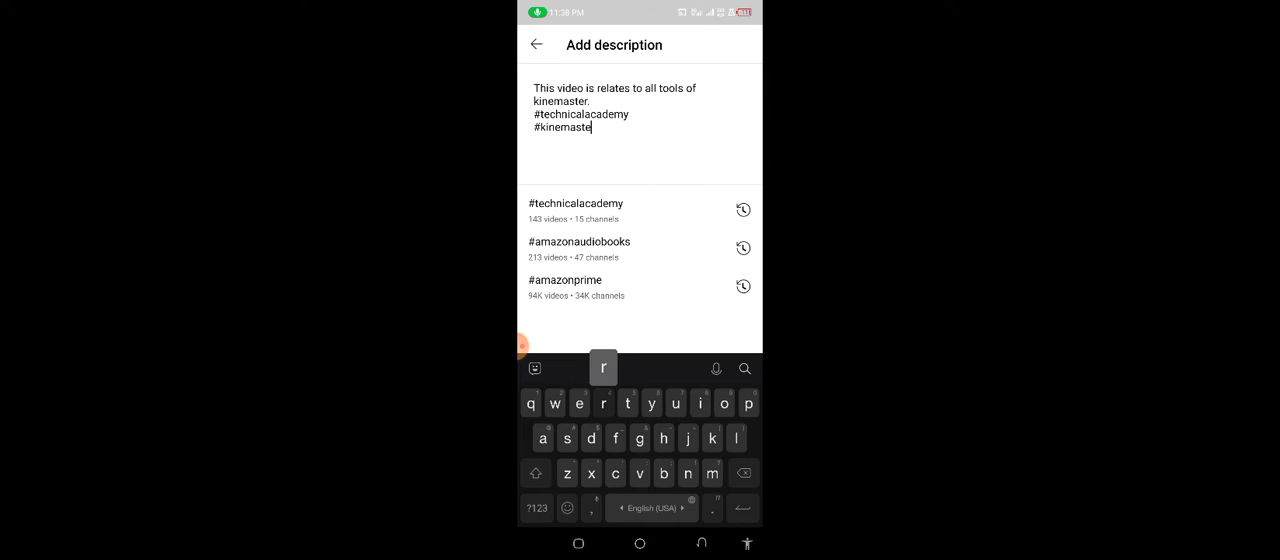 11:38 PM
Add description
This video is relates to all tools of
kinemaster.
#technicalacademy
#kinemaste
#technicalacademy
143 videos • 15 channels
#amazonaudiobooks
213 videos • 47 channels
#amazonprime
94K videos • 34K channels
r
q w e r t y u i o p
a s d f g h j k l
z x c v b n m
?123 , English (USA) .